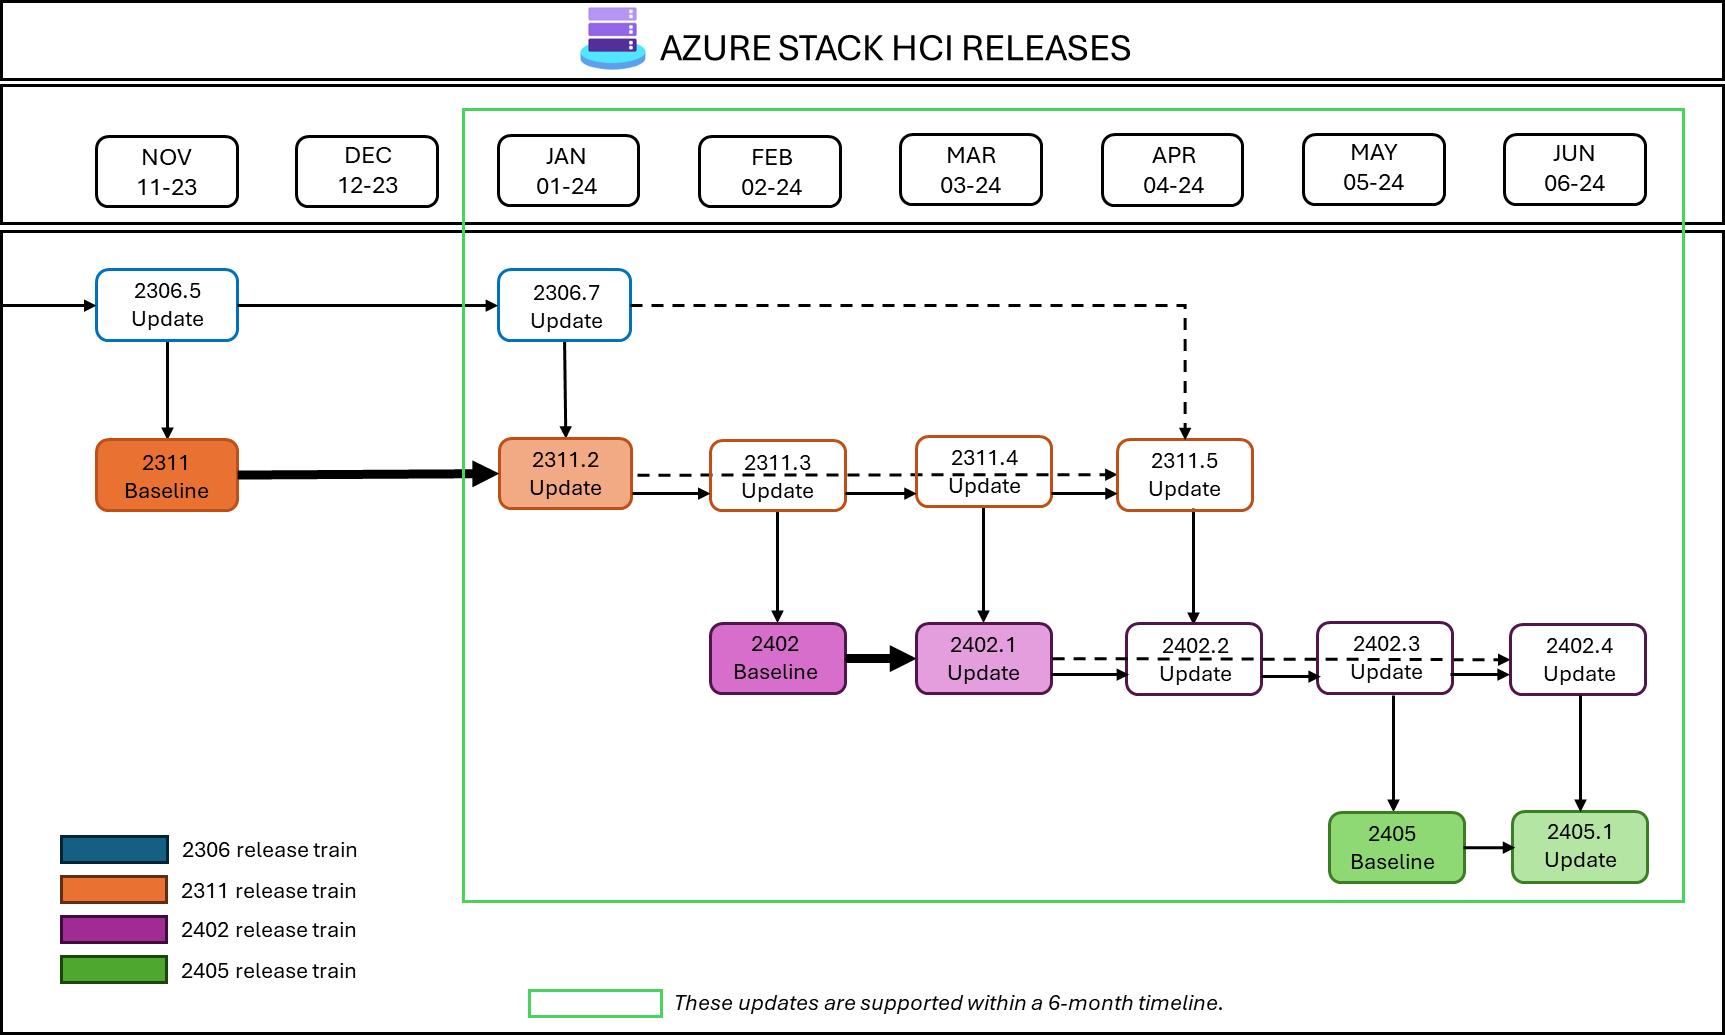 AZURE STACK HCI RELEASES
NOV
11-23
DEC
12-23
JAN
01-24
FEB
02-24
MAR
03-24
APR
04-24
MAY
05-24
JUN
06-24
2306.5
Update
2306.7
Update
2311
Baseline
2311.2
Update
2311.3
Update
2311.4
Update
2311.5
Update
2402
Baseline
2402.1
Update
2402.2
Update
2402.3
Update
2402.4
Update
2405
Baseline
2405.1
Update
2306 release train
2311 release train
2402 release train
2405 release train
These updates are supported within a 6-month timeline.